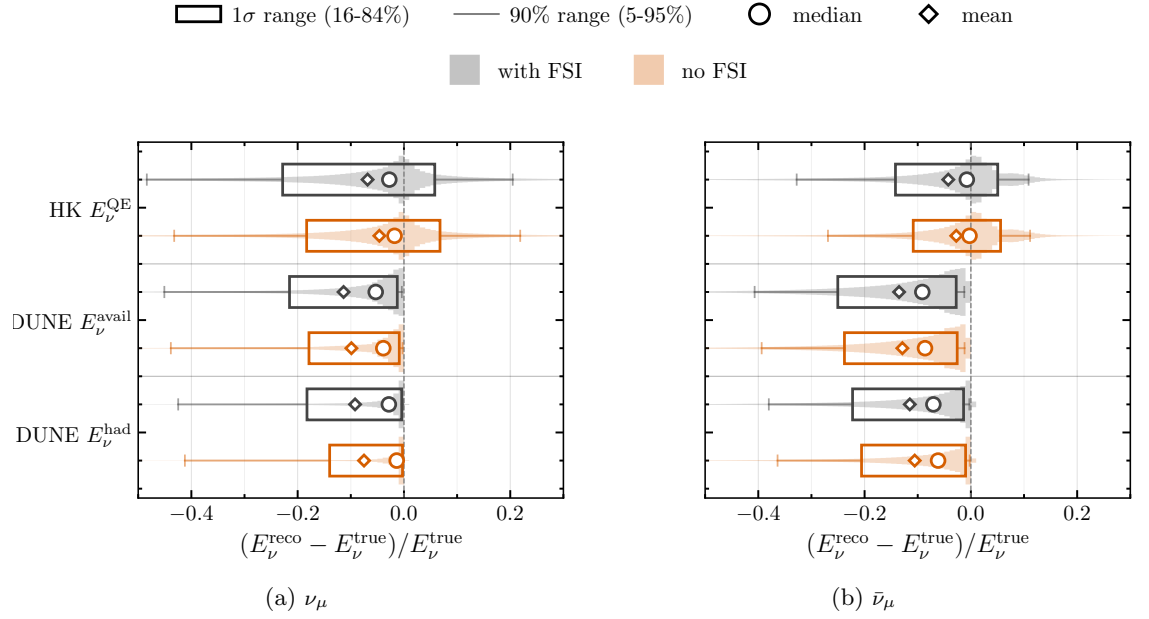 1σ range (16-84%) 90% range (5-95%) median mean
with FSI no FSI
HK E_ν^QE
DUNE E_ν^avail
DUNE E_ν^had
−0.4 −0.2 0.0 0.2
−0.4 −0.2 0.0 0.2
(E_ν^reco − E_ν^true)/E_ν^true
(E_ν^reco − E_ν^true)/E_ν^true
(a) ν_μ
(b) ν̄_μ